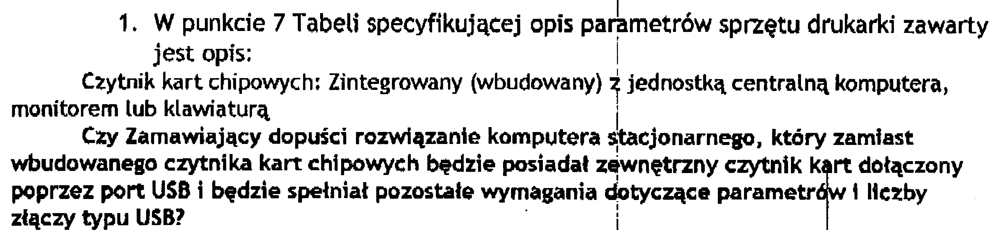 1. W punkcie 7 Tabeli specyfikującej opis parametrów sprzętu drukarki zawarty
jest opis:
Czytnik kart chipowych: Zintegrowany (wbudowany) z jednostką centralną komputera,
monitorem lub klawiaturą
Czy Zamawiający dopuści rozwiązanie komputera stacjonarnego, który zamiast
wbudowanego czytnika kart chipowych będzie posiadał zewnętrzny czytnik kart dołączony
poprzez port USB i będzie spełniał pozostałe wymagania dotyczące parametrów i liczby
złączy typu USB?